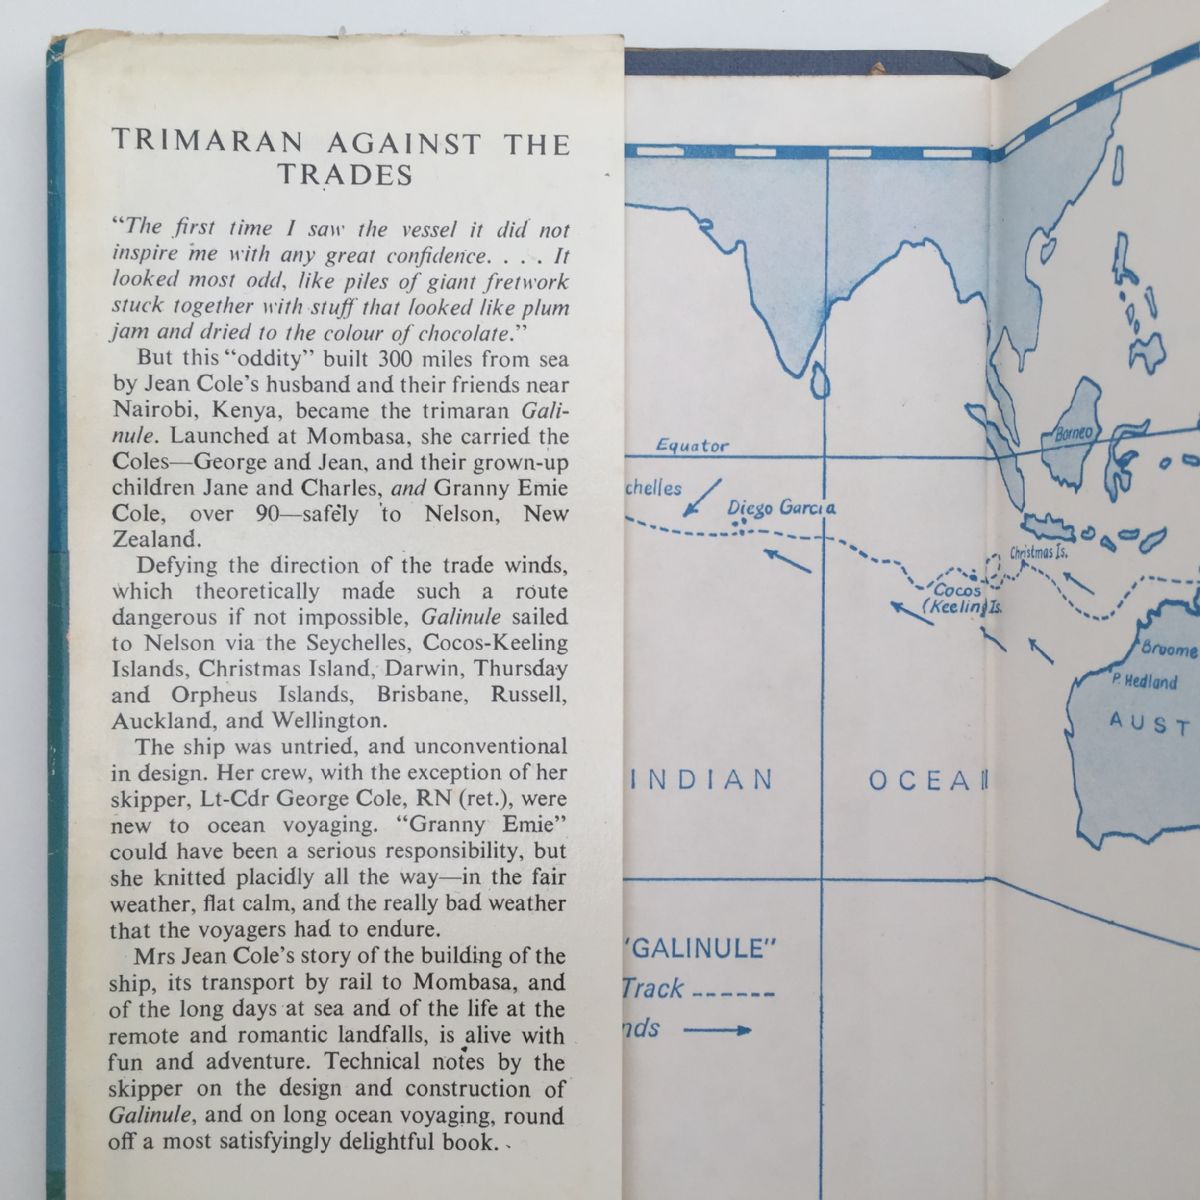 TRIMARAN AGAINST THE
TRADES
“The first time I saw the vessel it did not
inspire me with any great confidence. . . . It
looked most odd, like piles of giant fretwork
stuck together with stuff that looked like plum
jam and dried to the colour of chocolate.”
But this “oddity” built 300 miles from sea
by Jean Cole’s husband and their friends near
Nairobi, Kenya, became the trimaran Gali-
nule. Launched at Mombasa, she carried the
Coles—George and Jean, and their grown-up
children Jane and Charles, and Granny Emie
Cole, over 90—safely to Nelson, New
Zealand.
Defying the direction of the trade winds,
which theoretically made such a route
dangerous if not impossible, Galinule sailed
to Nelson via the Seychelles, Cocos-Keeling
Islands, Christmas Island, Darwin, Thursday
and Orpheus Islands, Brisbane, Russell,
Auckland, and Wellington.
The ship was untried, and unconventional
in design. Her crew, with the exception of her
skipper, Lt-Cdr George Cole, RN (ret.), were
new to ocean voyaging. “Granny Emie”
could have been a serious responsibility, but
she knitted placidly all the way—in the fair
weather, flat calm, and the really bad weather
that the voyagers had to endure.
Mrs Jean Cole’s story of the building of the
ship, its transport by rail to Mombasa, and
of the long days at sea and of the life at the
remote and romantic landfalls, is alive with
fun and adventure. Technical notes by the
skipper on the design and construction of
Galinule, and on long ocean voyaging, round
off a most satisfyingly delightful book.
Equator
chelles
Diego Garcia
Borneo
Christmas Is.
Cocos
(Keeling) Is.
Broome
P. Hedland
AUST
INDIAN OCEAN
"GALINULE"
Track
nds